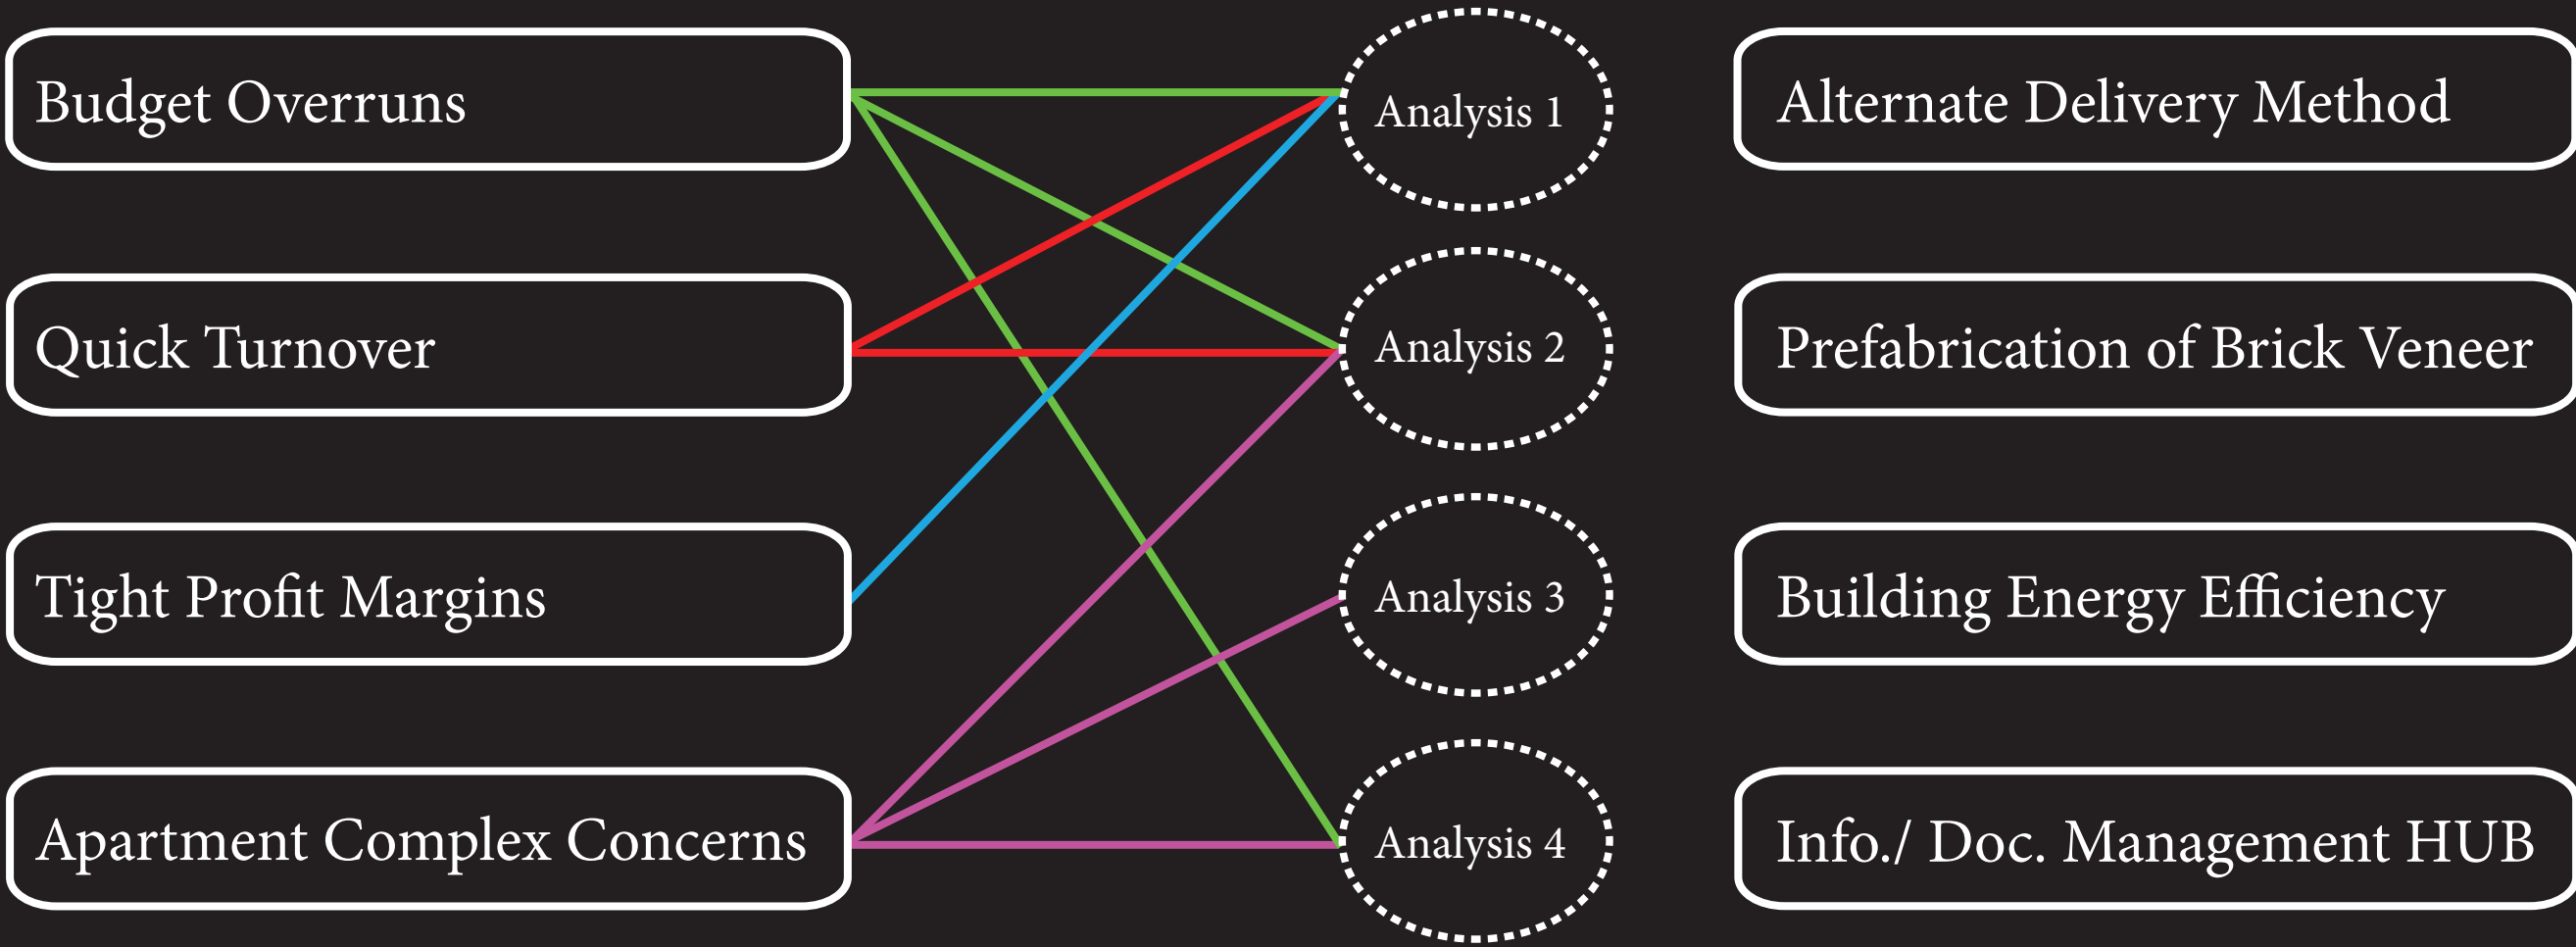 Budget Overruns
Analysis 1
Alternate Delivery Method
Quick Turnover
Analysis 2
Prefabrication of Brick Veneer
Tight Profit Margins
Analysis 3
Building Energy Efficiency
Apartment Complex Concerns
Analysis 4
Info./ Doc. Management HUB